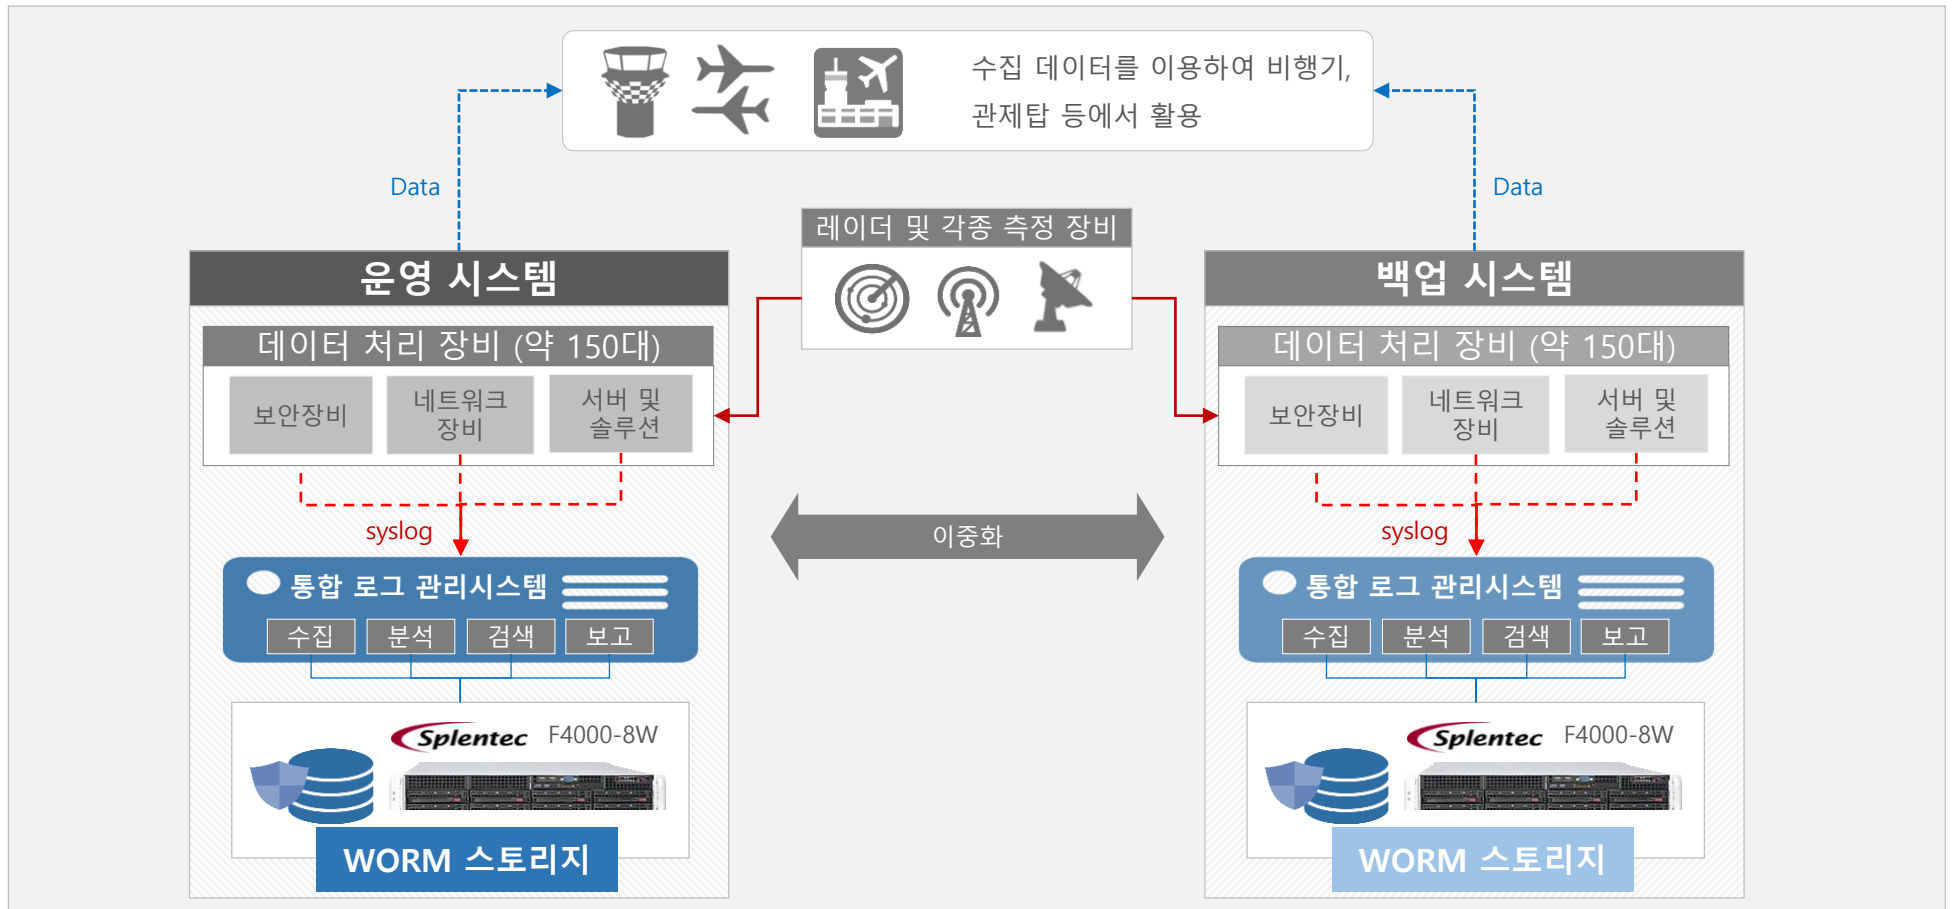 수집 데이터를 이용하여 비행기,
관제탑 등에서 활용
Data
Data
레이더 및 각종 측정 장비
운영 시스템
데이터 처리 장비 (약 150대)
보안장비
네트워크
장비
서버 및
솔루션
syslog
통합 로그 관리시스템
수집
분석
검색
보고
Splentec
F4000-8W
WORM 스토리지
이중화
백업 시스템
데이터 처리 장비 (약 150대)
보안장비
네트워크
장비
서버 및
솔루션
syslog
통합 로그 관리시스템
수집
분석
검색
보고
Splentec
F4000-8W
WORM 스토리지